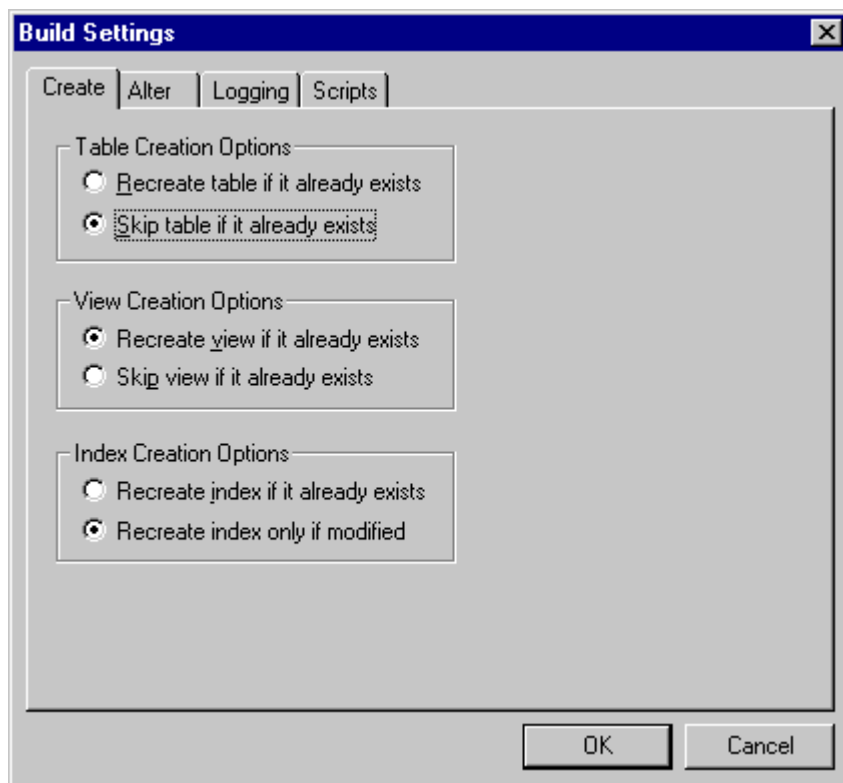 Build Settings
Create Alter Logging Scripts
Table Creation Options
Recreate table if it already exists
Skip table if it already exists
View Creation Options
Recreate view if it already exists
Skip view if it already exists
Index Creation Options
Recreate index if it already exists
Recreate index only if modified
OK Cancel